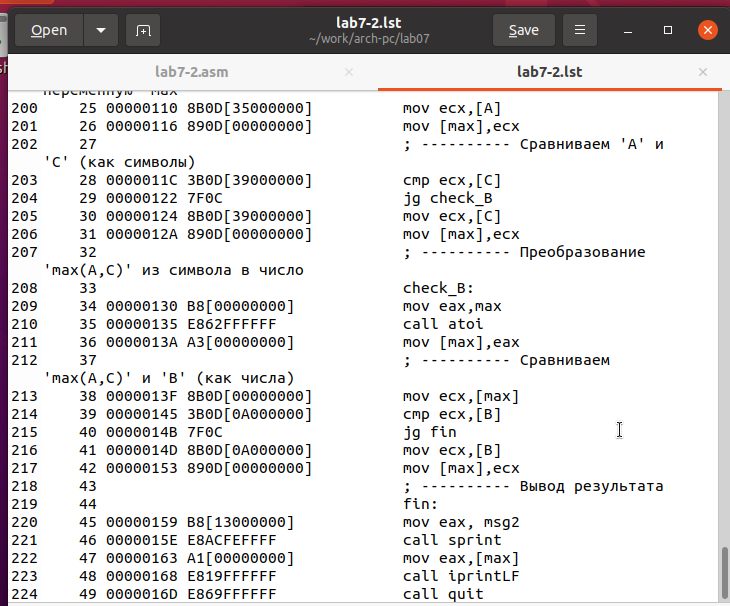 Open
lab7-2.lst
~/work/arch-pc/lab07
Save
lab7-2.asm
lab7-2.lst
переменную 'max'
200 25 00000110 8B0D[35000000] mov ecx,[A]
201 26 00000116 890D[00000000] mov [max],ecx
202 27 ; ---------- Сравниваем 'A' и
'C' (как символы)
203 28 0000011C 3B0D[39000000] cmp ecx,[C]
204 29 00000122 7F0C jg check_B
205 30 00000124 8B0D[39000000] mov ecx,[C]
206 31 0000012A 890D[00000000] mov [max],ecx
207 32 ; ---------- Преобразование
'max(A,C)' из символа в число
208 33 check_B:
209 34 00000130 B8[00000000] mov eax,max
210 35 00000135 E862FFFFFF call atoi
211 36 0000013A A3[00000000] mov [max],eax
212 37 ; ---------- Сравниваем
'max(A,C)' и 'B' (как числа)
213 38 0000013F 8B0D[00000000] mov ecx,[max]
214 39 00000145 3B0D[0A000000] cmp ecx,[B]
215 40 0000014B 7F0C jg fin
216 41 0000014D 8B0D[0A000000] mov ecx,[B]
217 42 00000153 890D[00000000] mov [max],ecx
218 43 ; ---------- Вывод результата
219 44 fin:
220 45 00000159 B8[13000000] mov eax, msg2
221 46 0000015E E8ACFEFFFF call sprint
222 47 00000163 A1[00000000] mov eax,[max]
223 48 00000168 E819FFFFFF call iprintLF
224 49 0000016D E869FFFFFF call quit